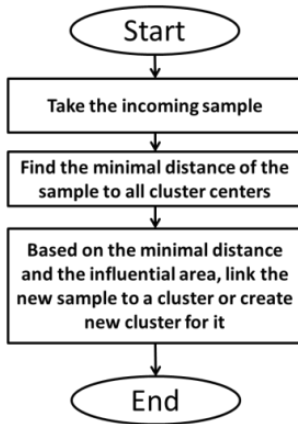 Start
Take the incoming sample
Find the minimal distance of the
sample to all cluster centers
Based on the minimal distance
and the influential area, link the
new sample to a cluster or create
new cluster for it
End